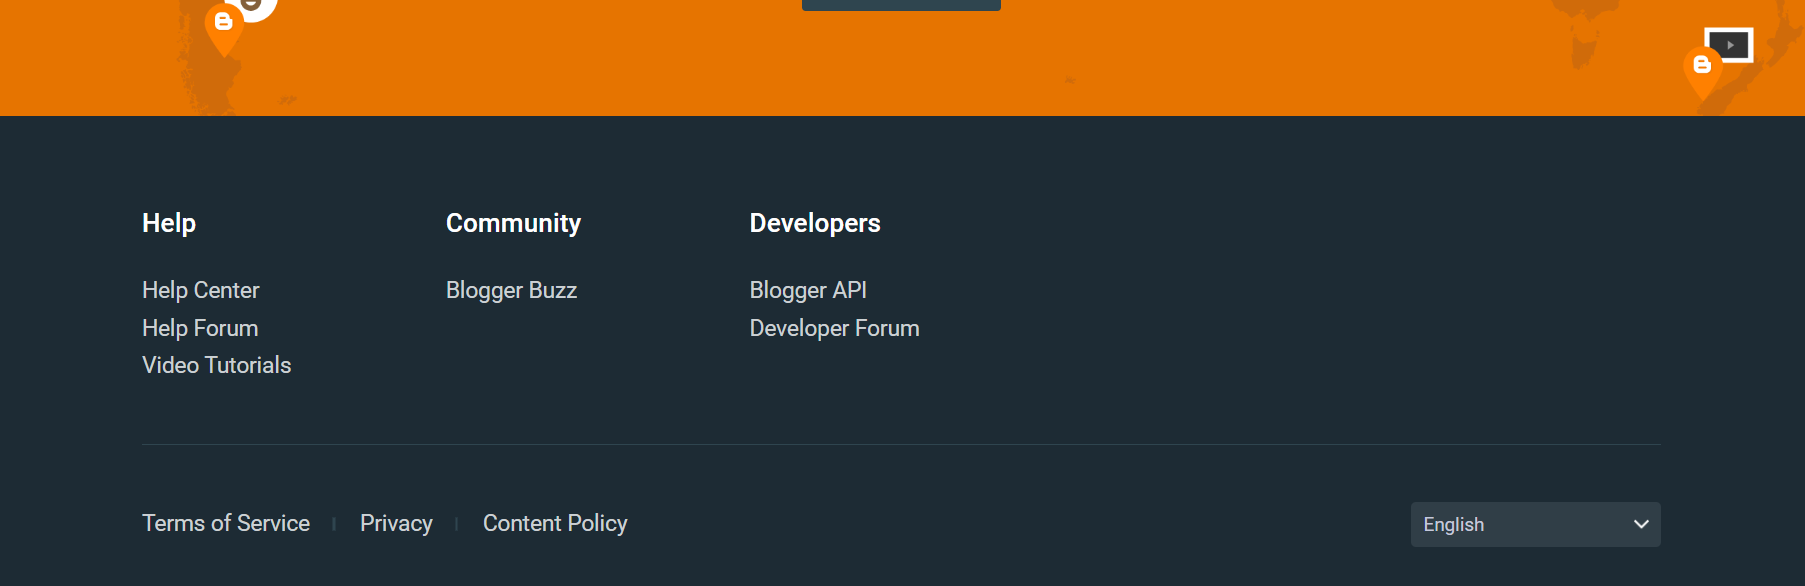 Help
Help Center
Help Forum
Video Tutorials
Community
Blogger Buzz
Developers
Blogger API
Developer Forum
Terms of Service
Privacy
Content Policy
English